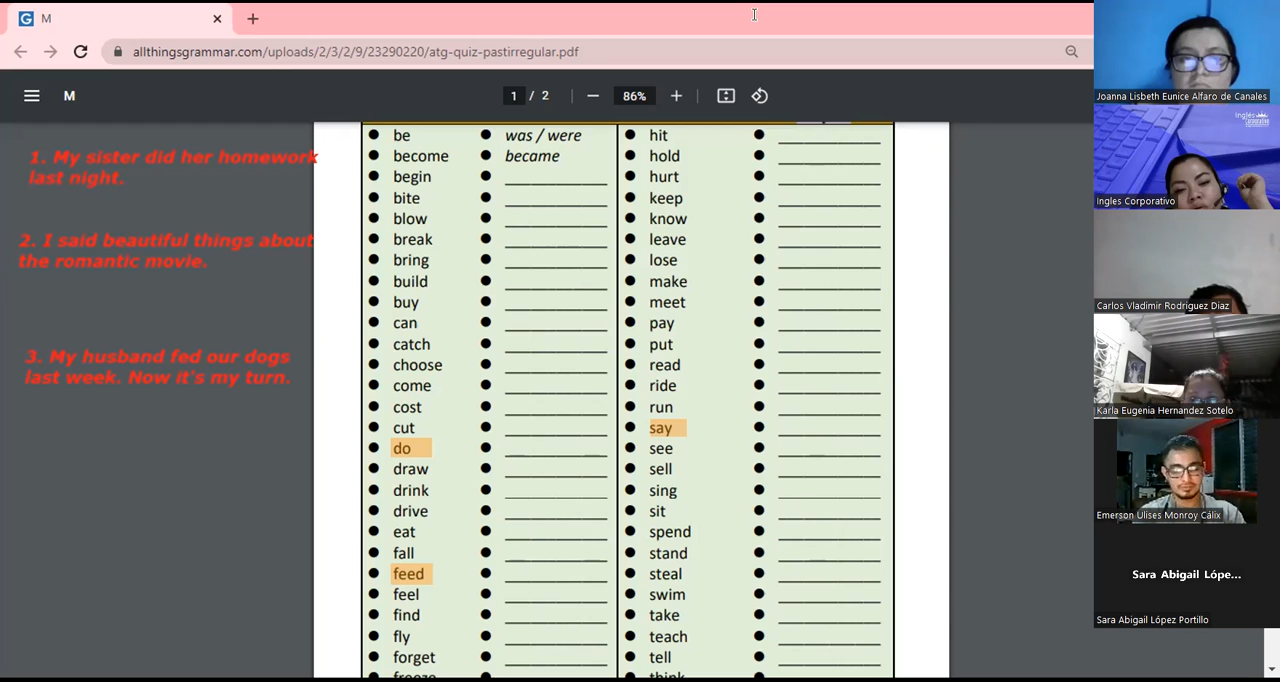 M
allthingsgrammar.com/uploads/2/3/2/9/23290220/atg-quiz-pastirregular.pdf
M
1 / 2
86%
1. My sister did her homework
last night.
2. I said beautiful things about
the romantic movie.
3. My husband fed our dogs
last week. Now it's my turn.
be was / were
become became
begin
bite
blow
break
bring
build
buy
can
catch
choose
come
cost
cut
do
draw
drink
drive
eat
fall
feed
feel
find
fly
forget
freeze
hit
hold
hurt
keep
know
leave
lose
make
meet
pay
put
read
ride
run
say
see
sell
sing
sit
spend
stand
steal
swim
take
teach
tell
think
Joanna Lisbeth Eunice Alfaro de Canales
Inglés
Corporativo
Ingles Corporativo
Carlos Vladimir Rodriguez Diaz
Karla Eugenia Hernandez Sotelo
Emerson Ulises Monroy Cálix
Sara Abigail Lópe...
Sara Abigail López Portillo